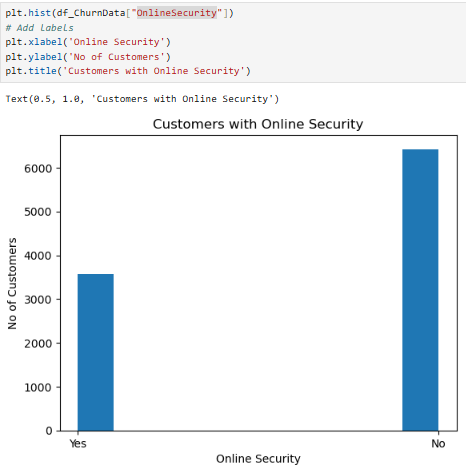 plt.hist(df_ChurnData["OnlineSecurity"])
# Add Labels
plt.xlabel('Online Security')
plt.ylabel('No of Customers')
plt.title('Customers with Online Security')
Text(0.5, 1.0, 'Customers with Online Security')
Customers with Online Security
No of Customers
6000
5000
4000
3000
2000
1000
0
Yes
No
Online Security